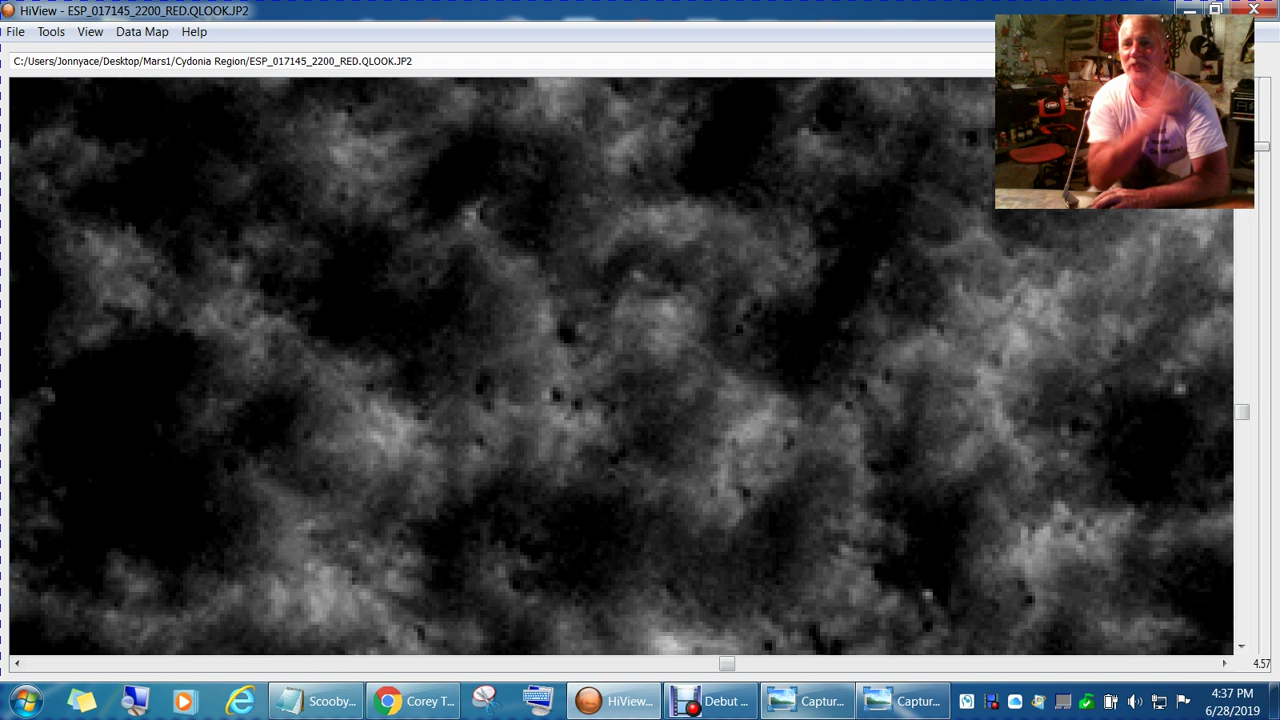 HiView - ESP_017145_2200_RED.QLOOK.JP2
File Tools View Data Map Help
C:/Users/Jonnyace/Desktop/Mars1/Cydonia Region/ESP_017145_2200_RED.QLOOK.JP2
4.57
Scooby...
Corey T...
HiView...
Debut ...
Captur...
Captur...
4:37 PM
6/28/2019